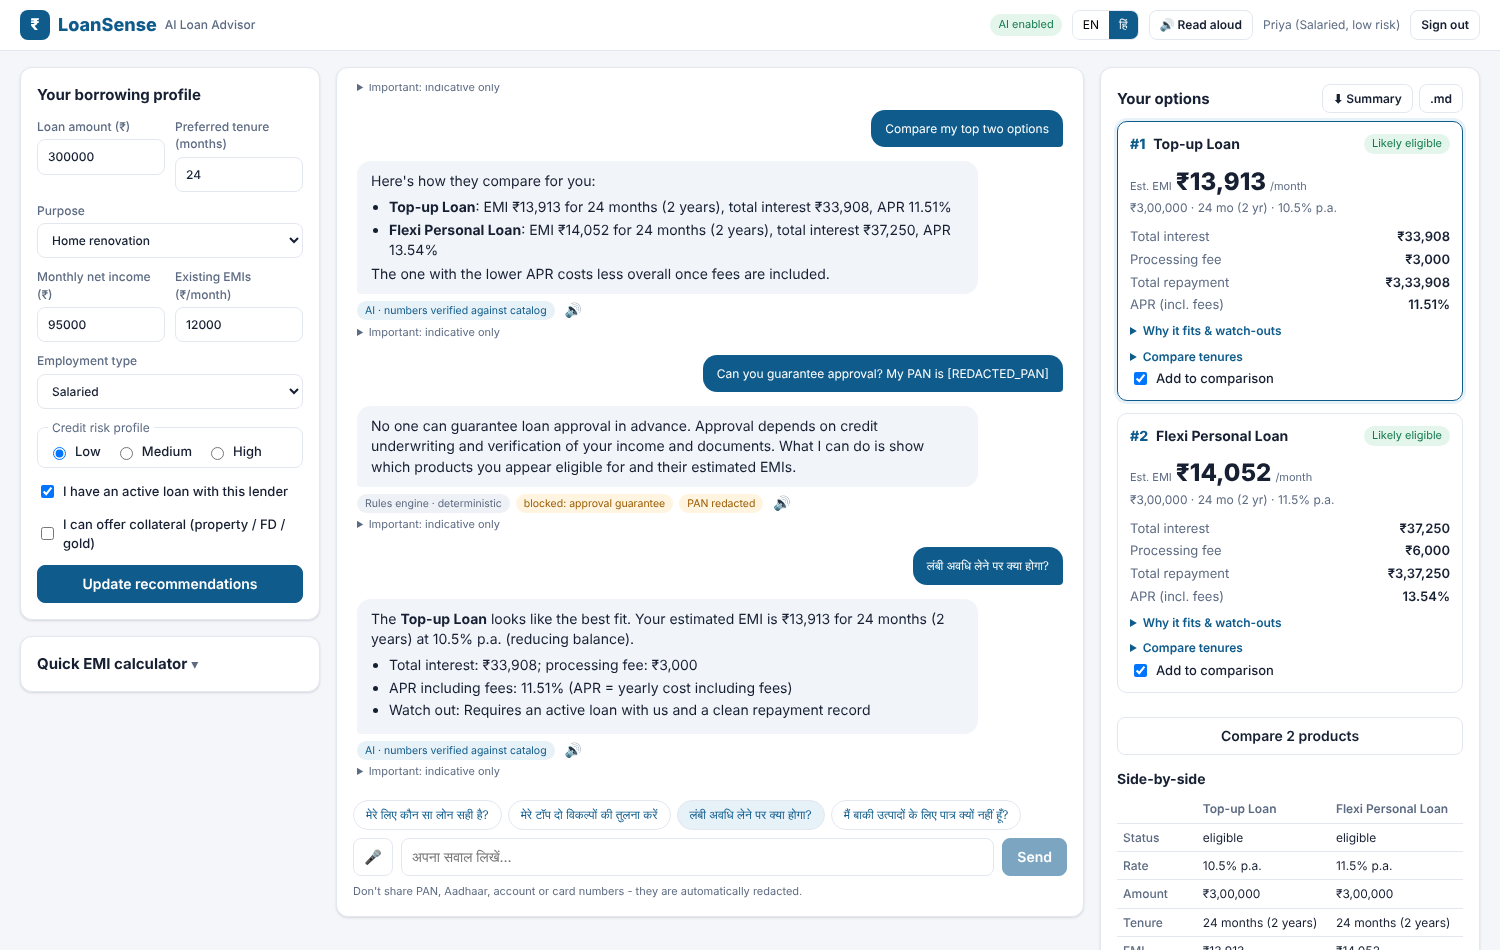 ₹ LoanSense AI Loan Advisor
AI enabled EN हिं 🔊 Read aloud Priya (Salaried, low risk) Sign out
Your borrowing profile
Loan amount (₹)
300000
Preferred tenure
(months)
24
Purpose
Home renovation
Monthly net income
(₹)
95000
Existing EMIs
(₹/month)
12000
Employment type
Salaried
Credit risk profile
Low Medium High
I have an active loan with this lender
I can offer collateral (property / FD /
gold)
Update recommendations
Quick EMI calculator ▾
▶ Important: indicative only
Compare my top two options
Here's how they compare for you:
• Top-up Loan: EMI ₹13,913 for 24 months (2 years), total interest ₹33,908, APR 11.51%
• Flexi Personal Loan: EMI ₹14,052 for 24 months (2 years), total interest ₹37,250, APR
13.54%
The one with the lower APR costs less overall once fees are included.
AI · numbers verified against catalog 🔊
▶ Important: indicative only
Can you guarantee approval? My PAN is [REDACTED_PAN]
No one can guarantee loan approval in advance. Approval depends on credit
underwriting and verification of your income and documents. What I can do is show
which products you appear eligible for and their estimated EMIs.
Rules engine · deterministic blocked: approval guarantee PAN redacted 🔊
▶ Important: indicative only
लंबी अवधि लेने पर क्या होगा?
The Top-up Loan looks like the best fit. Your estimated EMI is ₹13,913 for 24 months (2
years) at 10.5% p.a. (reducing balance).
• Total interest: ₹33,908; processing fee: ₹3,000
• APR including fees: 11.51% (APR = yearly cost including fees)
• Watch out: Requires an active loan with us and a clean repayment record
AI · numbers verified against catalog 🔊
▶ Important: indicative only
मेरे लिए कौन सा लोन सही है? मेरे टॉप दो विकल्पों की तुलना करें लंबी अवधि लेने पर क्या होगा? मैं बाकी उत्पादों के लिए पात्र क्यों नहीं हूँ?
🎤 अपना सवाल लिखें... Send
Don't share PAN, Aadhaar, account or card numbers - they are automatically redacted.
Your options ⬇ Summary .md
#1 Top-up Loan Likely eligible
Est. EMI ₹13,913 /month
₹3,00,000 · 24 mo (2 yr) · 10.5% p.a.
Total interest ₹33,908
Processing fee ₹3,000
Total repayment ₹3,33,908
APR (incl. fees) 11.51%
▶ Why it fits & watch-outs
▶ Compare tenures
Add to comparison
#2 Flexi Personal Loan Likely eligible
Est. EMI ₹14,052 /month
₹3,00,000 · 24 mo (2 yr) · 11.5% p.a.
Total interest ₹37,250
Processing fee ₹6,000
Total repayment ₹3,37,250
APR (incl. fees) 13.54%
▶ Why it fits & watch-outs
▶ Compare tenures
Add to comparison
Compare 2 products
Side-by-side
Top-up Loan Flexi Personal Loan
Status eligible eligible
Rate 10.5% p.a. 11.5% p.a.
Amount ₹3,00,000 ₹3,00,000
Tenure 24 months (2 years) 24 months (2 years)
EMI ₹13,913 ₹14,052